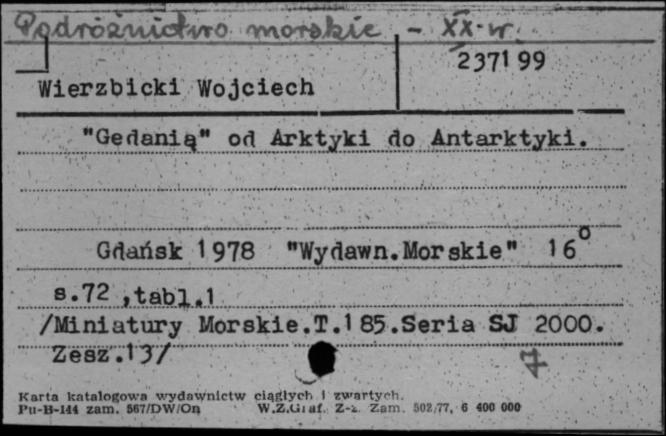 Podróżnictwo morskie - XX w.
237199
Wierzbicki Wojciech
"Gedanią" od Arktyki do Antarktyki.
Gdańsk 1978 "Wydawn.Morskie" 16°
s.72 ,tabl.1
/Miniatury Morskie.T.185.Seria SJ 2000.
Zesz.13/
Karta katalogowa wydawnictw ciągłych i zwartych.
Pu-B-144 zam. 567/DW/On W.Z.Graf. Z-z. Zam. 502/77, 6 400 000